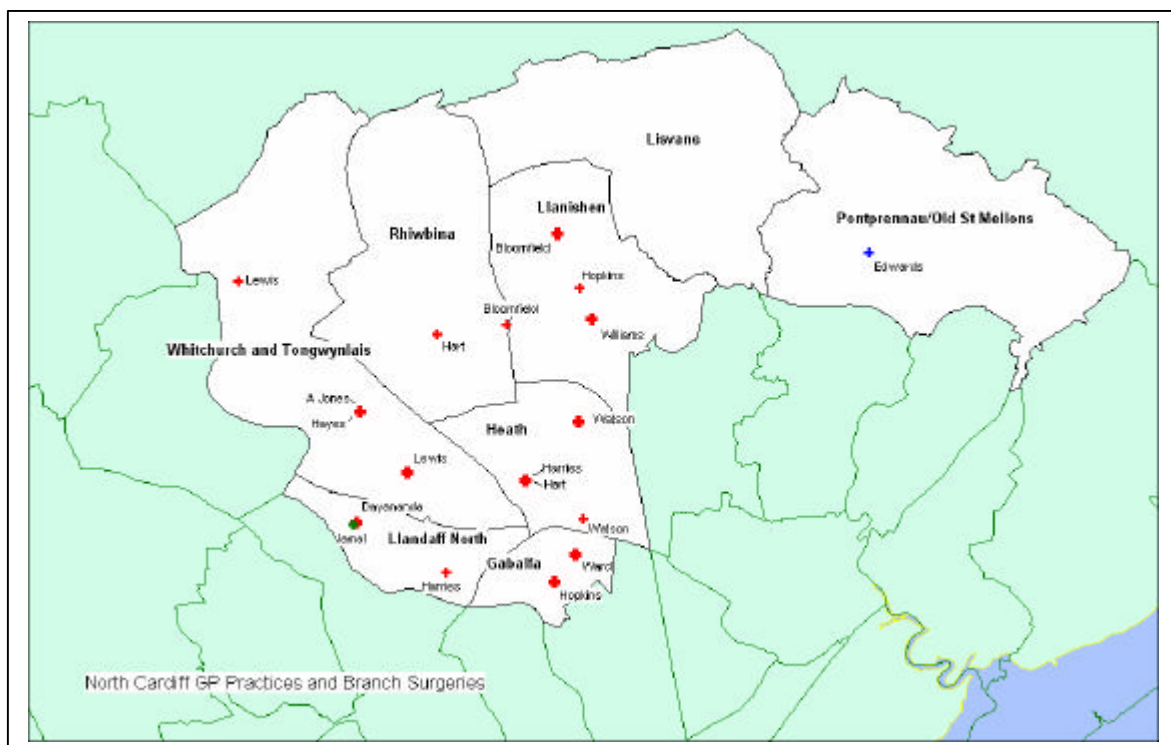 Lisvane
Llanishen
Pontprennau/Old St Mellons
Rhiwbina
Bloomfield
Edwards
Lewis
Hopkins
Bloomfield
Williams
Hart
Whitchurch and Tongwynlais
A Jones
Hayes
Watson
Heath
Lewis
Harries
Hart
Dayananda
Watson
Jamal
Llandaff North
Gabalfa
Ward
Harries
Hopkins
North Cardiff GP Practices and Branch Surgeries